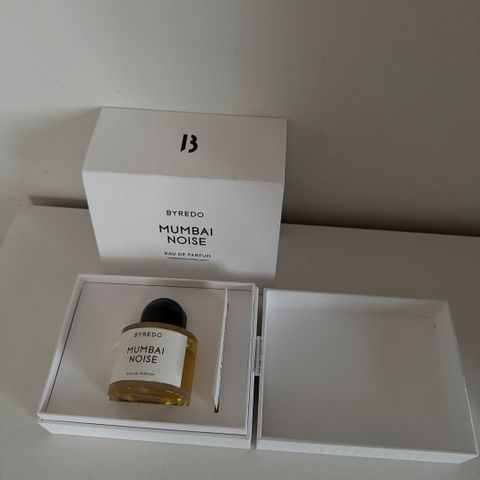 B
BYREDO
MUMBAI
NOISE
EAU DE PARFUM
BYREDO
MUMBAI
NOISE
EAU DE PARFUM